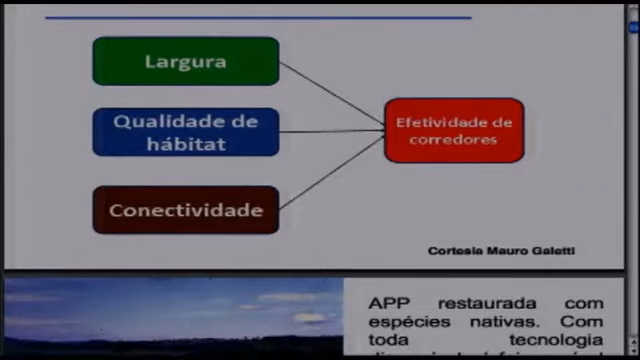 Largura
Qualidade de
hábitat
Conectividade
Efetividade de
corredores
Cortesia Mauro Galetti
APP restaurada com
espécies nativas. Com
toda tecnologia